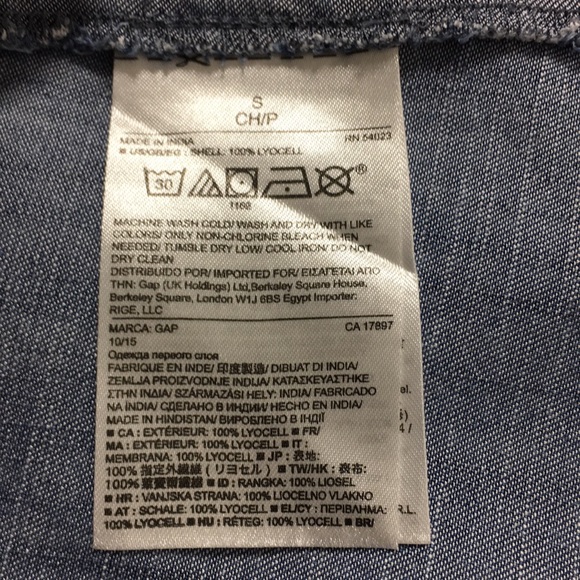 S
CH/P
MADE IN INDIA RN 54023
■ US/GB/EG : SHELL: 100% LYOCELL
30
®
1162
MACHINE WASH COLD/ WASH AND DRY WITH LIKE
COLORS/ ONLY NON-CHLORINE BLEACH WHEN
NEEDED/ TUMBLE DRY LOW/ COOL IRON/ DO NOT
DRY CLEAN
DISTRIBUIDO POR/ IMPORTED FOR/ ΕΙΣΑΓΕΤΑΙ ΑΠΟ
ΤΗΝ: Gap (UK Holdings) Ltd,Berkeley Square House,
Berkeley Square, London W1J 6BS Egypt Importer:
RIGE, LLC
MARCA: GAP CA 17897
10/15
Одежда первого слоя
FABRIQUE EN INDE/ 印度製造/ DIBUAT DI INDIA/
ZEMLJA PROIZVODNJE INDIJA/ ΚΑΤΑΣΚΕΥΑΣΤΗΚΕ
ΣΤΗΝ ΙΝΔΙΑ/ SZÁRMAZÁSI HELY: INDIA/ FABRICADO
NA ÍNDIA/ СДЕЛАНО В ИНДИИ/ HECHO EN INDIA/
MADE IN HINDISTAN/ ВИРОБЛЕНО В ІНДІЇ
■ CA : EXTÉRIEUR: 100% LYOCELL ■ FR/
MA : EXTÉRIEUR: 100% LYOCELL ■ IT :
MEMBRANA: 100% LYOCELL ■ JP : 表地:
100% 指定外繊維 (リヨセル) ■ TW/HK : 表布:
100% 萊賽爾纖維 ■ ID : RANGKA: 100% LIOSEL
■ HR : VANJSKA STRANA: 100% LIOCELNO VLAKNO
■ AT : SCHALE: 100% LYOCELL ■ EL/CY : ΠΕΡΙΒΛΗΜΑ:
100% LYOCELL ■ HU : RÉTEG: 100% LYOCELL ■ BR/
el.
4 /
R.L.